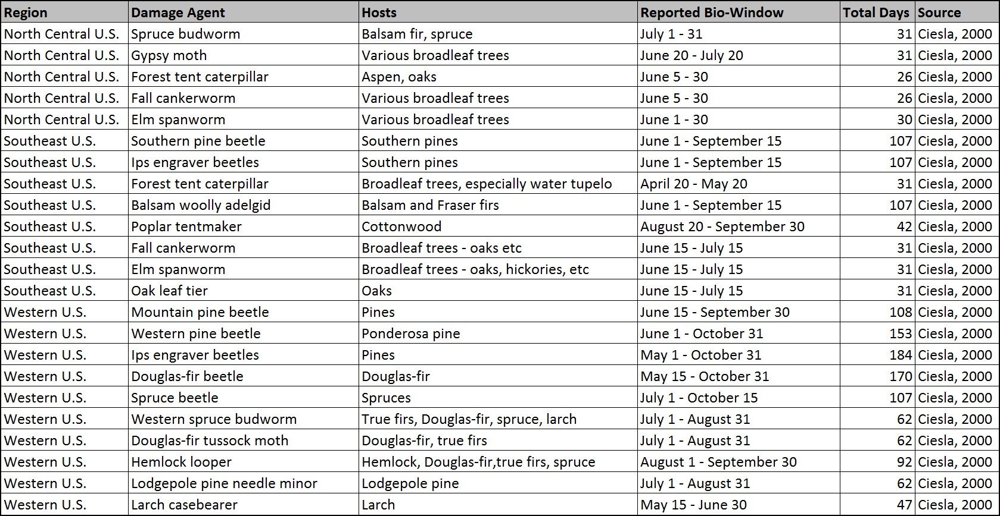 Region Damage Agent Hosts Reported Bio-Window Total Days Source
North Central U.S. Spruce budworm Balsam fir, spruce July 1 - 31 31 Ciesla, 2000
North Central U.S. Gypsy moth Various broadleaf trees June 20 - July 20 31 Ciesla, 2000
North Central U.S. Forest tent caterpillar Aspen, oaks June 5 - 30 26 Ciesla, 2000
North Central U.S. Fall cankerworm Various broadleaf trees June 5 - 30 26 Ciesla, 2000
North Central U.S. Elm spanworm Various broadleaf trees June 1 - 30 30 Ciesla, 2000
Southeast U.S. Southern pine beetle Southern pines June 1 - September 15 107 Ciesla, 2000
Southeast U.S. Ips engraver beetles Southern pines June 1 - September 15 107 Ciesla, 2000
Southeast U.S. Forest tent caterpillar Broadleaf trees, especially water tupelo April 20 - May 20 31 Ciesla, 2000
Southeast U.S. Balsam woolly adelgid Balsam and Fraser firs June 1 - September 15 107 Ciesla, 2000
Southeast U.S. Poplar tentmaker Cottonwood August 20 - September 30 42 Ciesla, 2000
Southeast U.S. Fall cankerworm Broadleaf trees - oaks etc June 15 - July 15 31 Ciesla, 2000
Southeast U.S. Elm spanworm Broadleaf trees - oaks, hickories, etc June 15 - July 15 31 Ciesla, 2000
Southeast U.S. Oak leaf tier Oaks June 15 - July 15 31 Ciesla, 2000
Western U.S. Mountain pine beetle Pines June 15 - September 30 108 Ciesla, 2000
Western U.S. Western pine beetle Ponderosa pine June 1 - October 31 153 Ciesla, 2000
Western U.S. Ips engraver beetles Pines May 1 - October 31 184 Ciesla, 2000
Western U.S. Douglas-fir beetle Douglas-fir May 15 - October 31 170 Ciesla, 2000
Western U.S. Spruce beetle Spruces July 1 - October 15 107 Ciesla, 2000
Western U.S. Western spruce budworm True firs, Douglas-fir, spruce, larch July 1 - August 31 62 Ciesla, 2000
Western U.S. Douglas-fir tussock moth Douglas-fir, true firs July 1 - August 31 62 Ciesla, 2000
Western U.S. Hemlock looper Hemlock, Douglas-fir,true firs, spruce August 1 - September 30 92 Ciesla, 2000
Western U.S. Lodgepole pine needle minor Lodgepole pine July 1 - August 31 62 Ciesla, 2000
Western U.S. Larch casebearer Larch May 15 - June 30 47 Ciesla, 2000